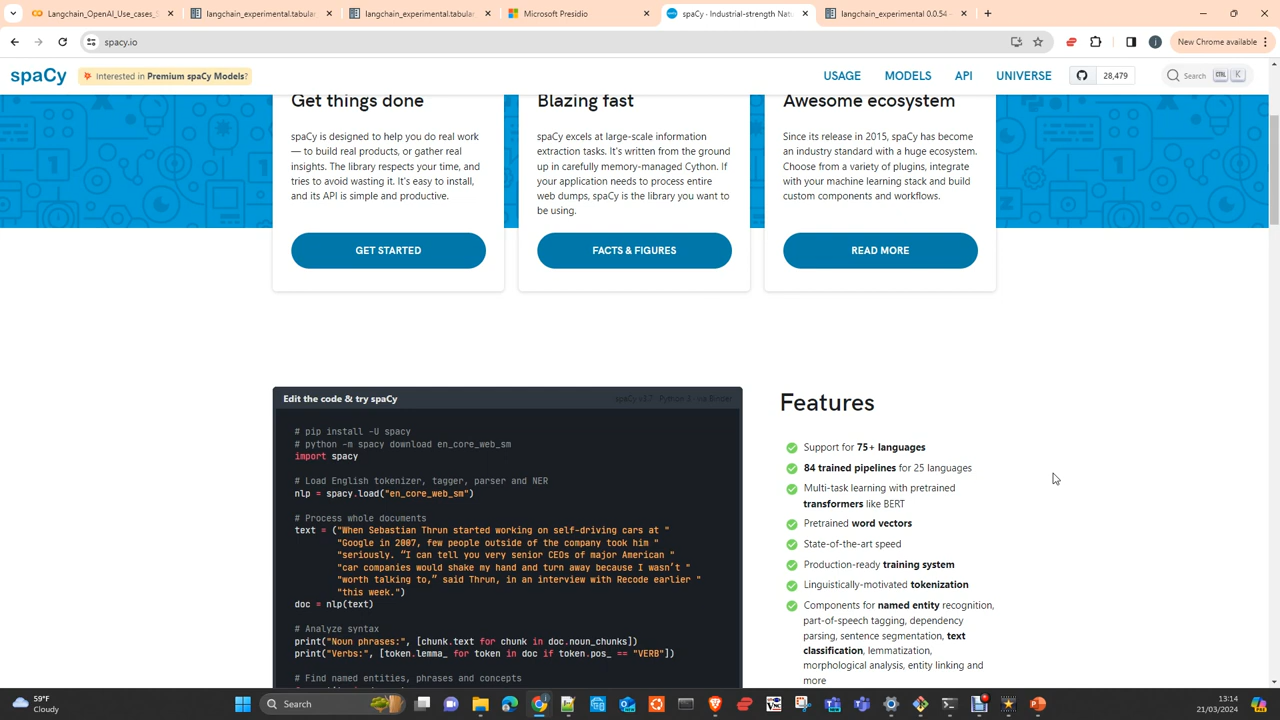 Langchain_OpenAI_Use_cases_
langchain_experimental.tabular
langchain_experimental.tabular
Microsoft Presidio
spaCy · Industrial-strength Natu
langchain_experimental 0.0.54
spacy.io
New Chrome available
spaCy
Interested in Premium spaCy Models?
USAGE
MODELS
API
UNIVERSE
28,479
Search
CTRL
K
Get things done
spaCy is designed to help you do real work
— to build real products, or gather real
insights. The library respects your time, and
tries to avoid wasting it. It's easy to install,
and its API is simple and productive.
GET STARTED
Blazing fast
spaCy excels at large-scale information
extraction tasks. It's written from the ground
up in carefully memory-managed Cython. If
your application needs to process entire
web dumps, spaCy is the library you want to
be using.
FACTS & FIGURES
Awesome ecosystem
Since its release in 2015, spaCy has become
an industry standard with a huge ecosystem.
Choose from a variety of plugins, integrate
with your machine learning stack and build
custom components and workflows.
READ MORE
Edit the code & try spaCy
spaCy v3.7 · Python 3 · via Binder
# pip install -U spacy
# python -m spacy download en_core_web_sm
import spacy
# Load English tokenizer, tagger, parser and NER
nlp = spacy.load("en_core_web_sm")
# Process whole documents
text = ("When Sebastian Thrun started working on self-driving cars at "
"Google in 2007, few people outside of the company took him "
"seriously. “I can tell you very senior CEOs of major American "
"car companies would shake my hand and turn away because I wasn’t "
"worth talking to,” said Thrun, in an interview with Recode earlier "
"this week.")
doc = nlp(text)
# Analyze syntax
print("Noun phrases:", [chunk.text for chunk in doc.noun_chunks])
print("Verbs:", [token.lemma_ for token in doc if token.pos_ == "VERB"])
# Find named entities, phrases and concepts
Features
Support for 75+ languages
84 trained pipelines for 25 languages
Multi-task learning with pretrained
transformers like BERT
Pretrained word vectors
State-of-the-art speed
Production-ready training system
Linguistically-motivated tokenization
Components for named entity recognition,
part-of-speech tagging, dependency
parsing, sentence segmentation, text
classification, lemmatization,
morphological analysis, entity linking and
more
59°F
Cloudy
Search
13:14
21/03/2024